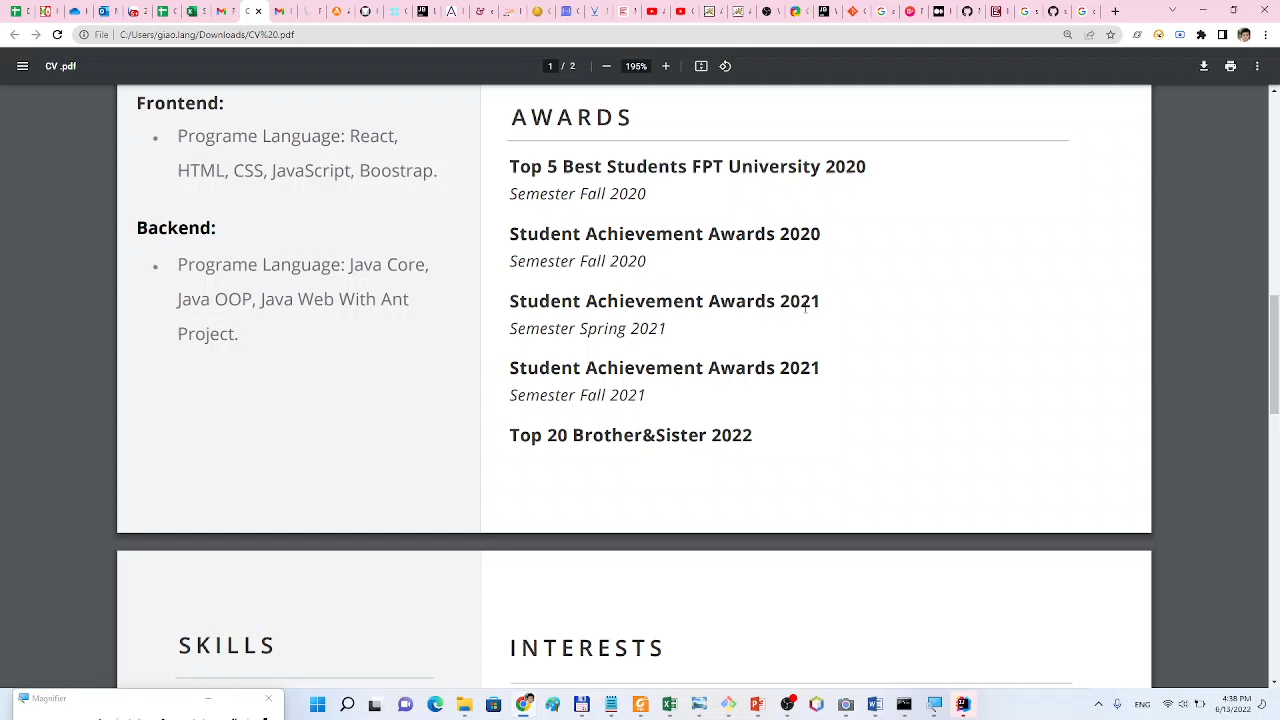 File
C:/Users/giao.lang/Downloads/CV%20.pdf
CV .pdf
1 / 2
195%
Frontend:
Programe Language: React,
HTML, CSS, JavaScript, Boostrap.
Backend:
Programe Language: Java Core,
Java OOP, Java Web With Ant
Project.
AWARDS
Top 5 Best Students FPT University 2020
Semester Fall 2020
Student Achievement Awards 2020
Semester Fall 2020
Student Achievement Awards 2021
Semester Spring 2021
Student Achievement Awards 2021
Semester Fall 2021
Top 20 Brother&Sister 2022
SKILLS
INTERESTS
Magnifier
ENG
4:38 PM
6/13/2022